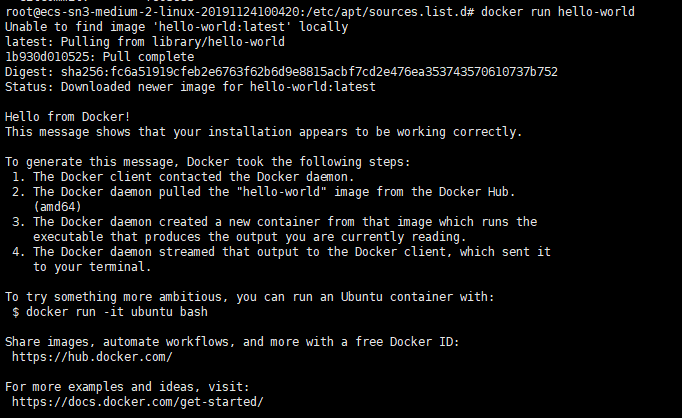 root@ecs-sn3-medium-2-linux-20191124100420:/etc/apt/sources.list.d# docker run hello-world
Unable to find image 'hello-world:latest' locally
latest: Pulling from library/hello-world
1b930d010525: Pull complete
Digest: sha256:fc6a51919cfeb2e6763f62b6d9e8815acbf7cd2e476ea353743570610737b752
Status: Downloaded newer image for hello-world:latest

Hello from Docker!
This message shows that your installation appears to be working correctly.

To generate this message, Docker took the following steps:
 1. The Docker client contacted the Docker daemon.
 2. The Docker daemon pulled the "hello-world" image from the Docker Hub.
    (amd64)
 3. The Docker daemon created a new container from that image which runs the
    executable that produces the output you are currently reading.
 4. The Docker daemon streamed that output to the Docker client, which sent it
    to your terminal.

To try something more ambitious, you can run an Ubuntu container with:
 $ docker run -it ubuntu bash

Share images, automate workflows, and more with a free Docker ID:
 https://hub.docker.com/

For more examples and ideas, visit:
 https://docs.docker.com/get-started/